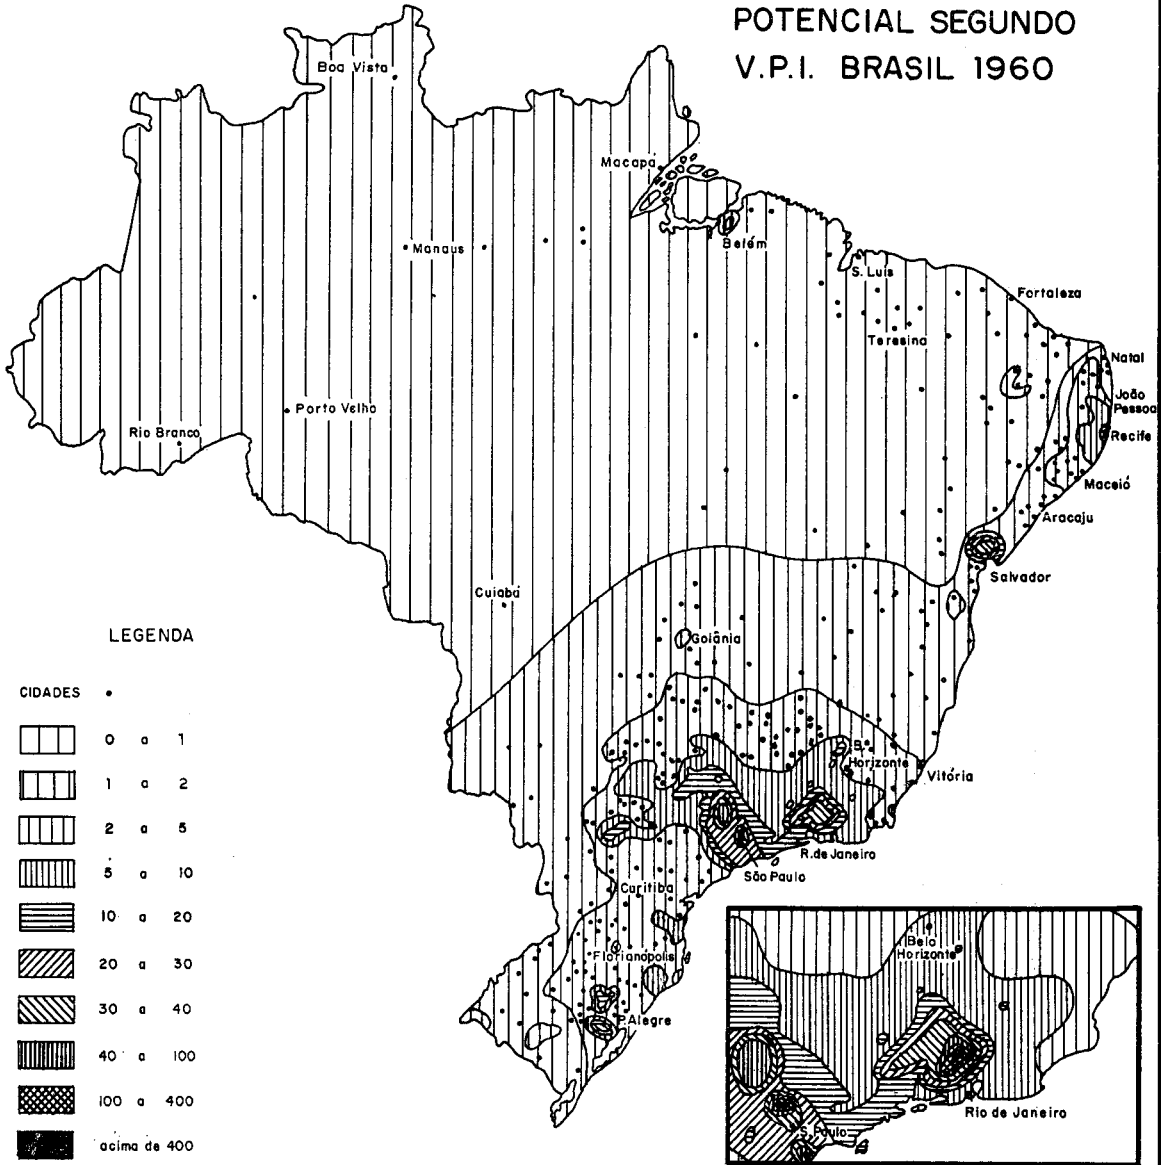 POTENCIAL SEGUNDO
V.P.I. BRASIL 1960
Boa Vista
Macapá
Manaus
Belém
S. Luís
Fortaleza
Teresina
Natal
João
Pessoa
Porto Velho
Rio Branco
Recife
Maceió
Aracaju
Salvador
Cuiabá
Goiânia
B.
Horizonte
Vitória
R. de Janeiro
São Paulo
Curitiba
Florianópolis
P. Alegre
LEGENDA
CIDADES
0 a 1
1 a 2
2 a 5
5 a 10
10 a 20
20 a 30
30 a 40
40 a 100
100 a 400
acima de 400
Belo
Horizonte
Rio de Janeiro
S. Paulo